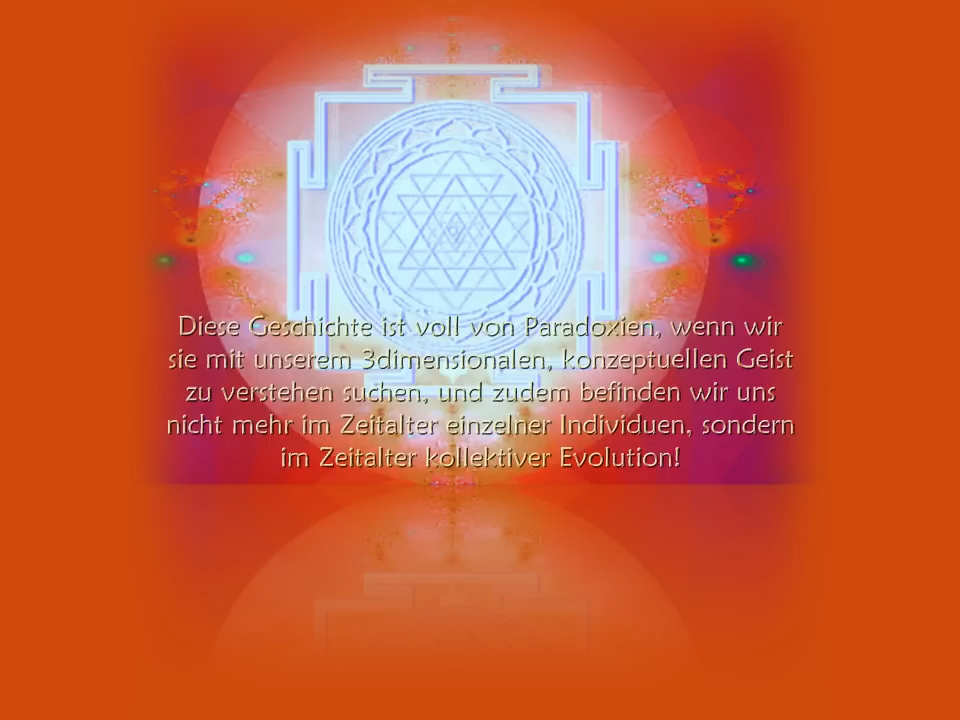 Diese Geschichte ist voll von Paradoxien, wenn wir
sie mit unserem 3dimensionalen, konzeptuellen Geist
zu verstehen suchen, und zudem befinden wir uns
nicht mehr im Zeitalter einzelner Individuen, sondern
im Zeitalter kollektiver Evolution!